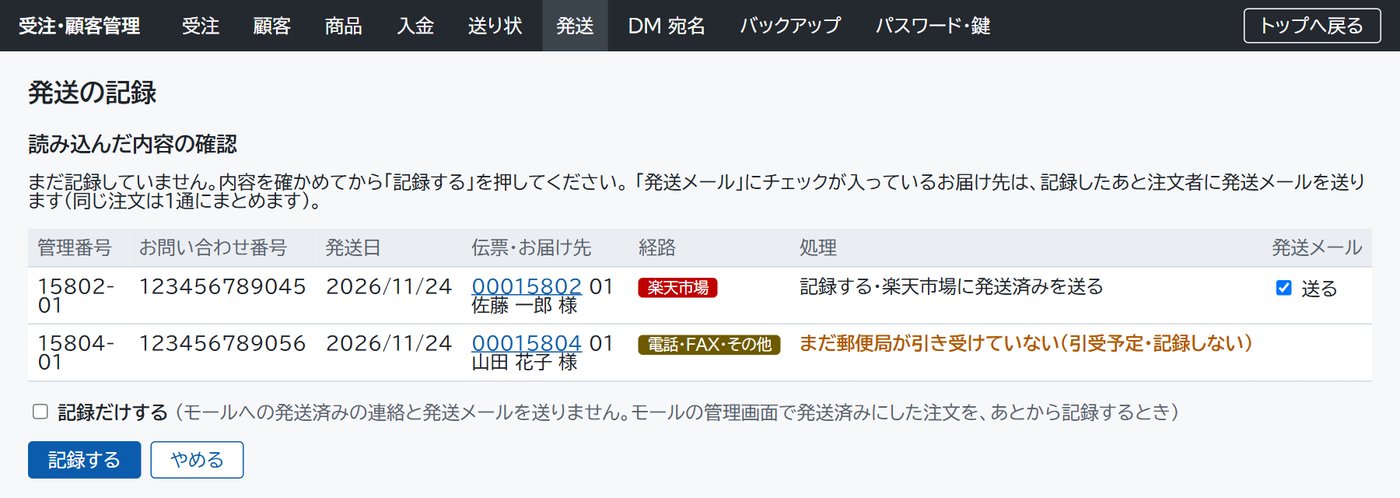 受注・顧客管理 受注 顧客 商品 入金 送り状 発送 DM 宛名 バックアップ パスワード・鍵 トップへ戻る
発送の記録
読み込んだ内容の確認
まだ記録していません。内容を確かめてから「記録する」を押してください。「発送メール」にチェックが入っているお届け先は、記録したあと注文者に発送メールを送り
ます(同じ注文は1通にまとめます)。
管理番号 お問い合わせ番号 発送日 伝票・お届け先 経路 処理 発送メール
15802-01 123456789045 2026/11/24 00015802 01 佐藤 一郎 様 楽天市場 記録する・楽天市場に発送済みを送る 送る
15804-01 123456789056 2026/11/24 00015804 01 山田 花子 様 電話・FAX・その他 まだ郵便局が引き受けていない(引受予定・記録しない)
記録だけする(モールへの発送済みの連絡と発送メールを送りません。モールの管理画面で発送済みにした注文を、あとから記録するとき)
記録する やめる